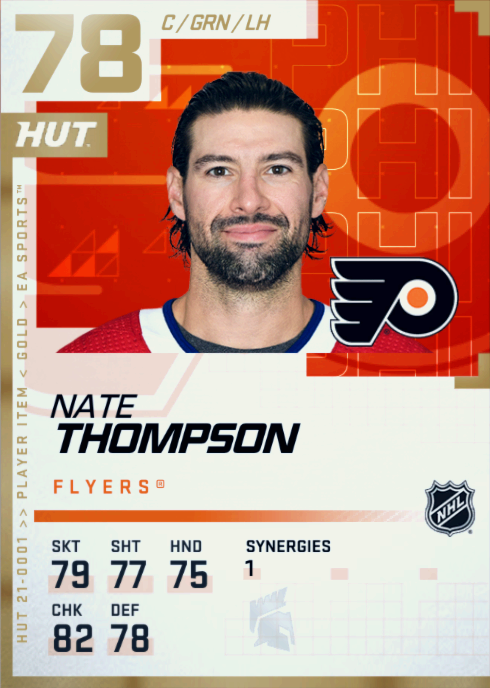 78
C / GRN / LH
HUT
PHI
PHI
PHI
HUT 21-0001 >> PLAYER ITEM < GOLD > EA SPORTS™
NATE
THOMPSON
FLYERS®
NHL
SKT SHT HND SYNERGIES
79 77 75 1
CHK DEF
82 78